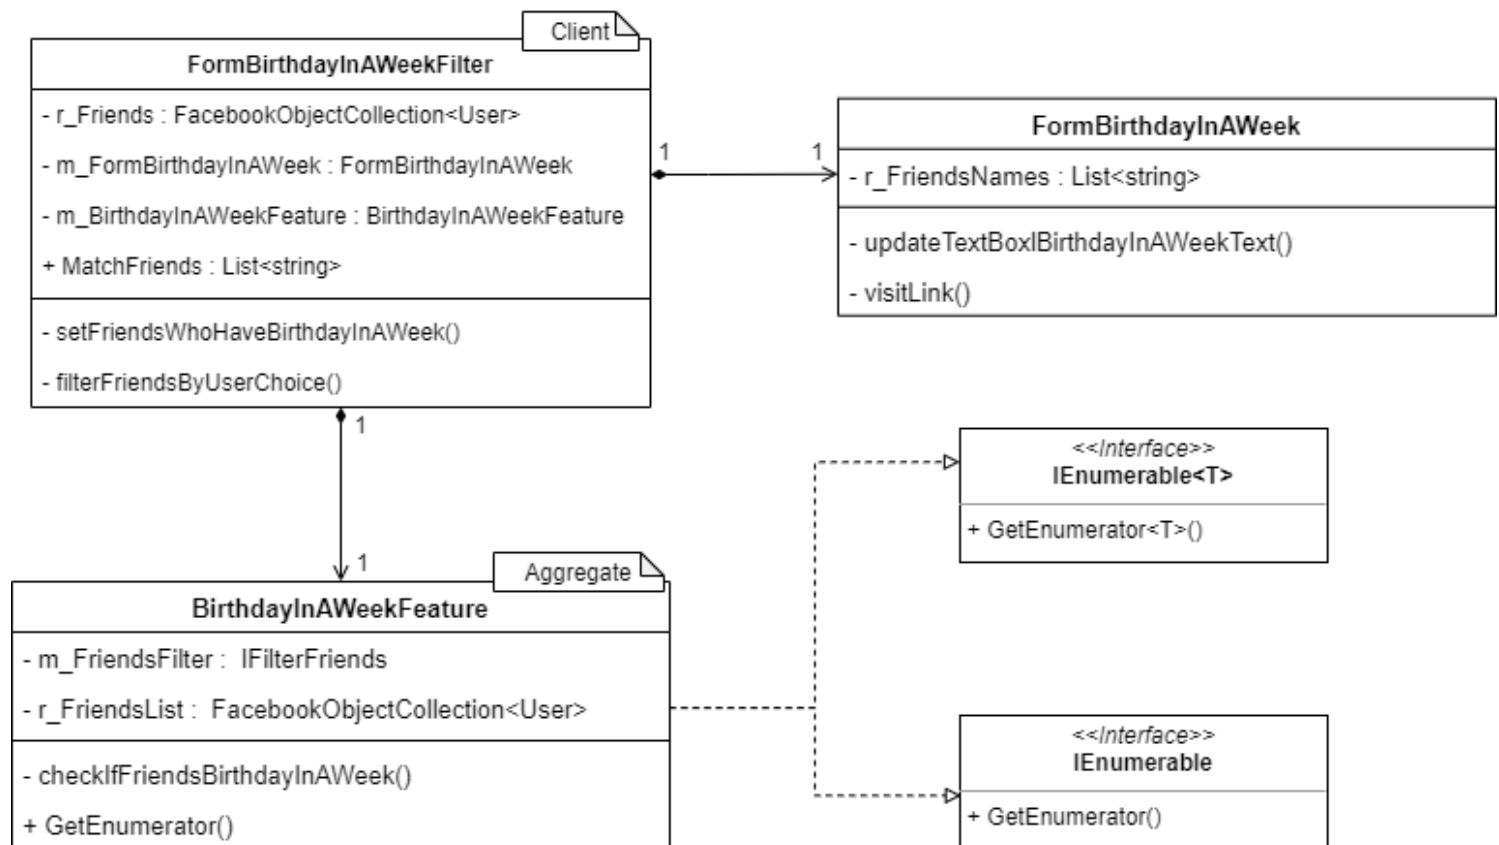 Client
FormBirthdayInAWeekFilter
- r_Friends : FacebookObjectCollection<User>
- m_FormBirthdayInAWeek : FormBirthdayInAWeek
- m_BirthdayInAWeekFeature : BirthdayInAWeekFeature
+ MatchFriends : List<string>
- setFriendsWhoHaveBirthdayInAWeek()
- filterFriendsByUserChoice()
1
1
FormBirthdayInAWeek
- r_FriendsNames : List<string>
- updateTextBoxlBirthdayInAWeekText()
- visitLink()
1
1
Aggregate
BirthdayInAWeekFeature
- m_FriendsFilter : IFilterFriends
- r_FriendsList : FacebookObjectCollection<User>
- checkIfFriendsBirthdayInAWeek()
+ GetEnumerator()
<<Interface>>
IEnumerable<T>
+ GetEnumerator<T>()
<<Interface>>
IEnumerable
+ GetEnumerator()